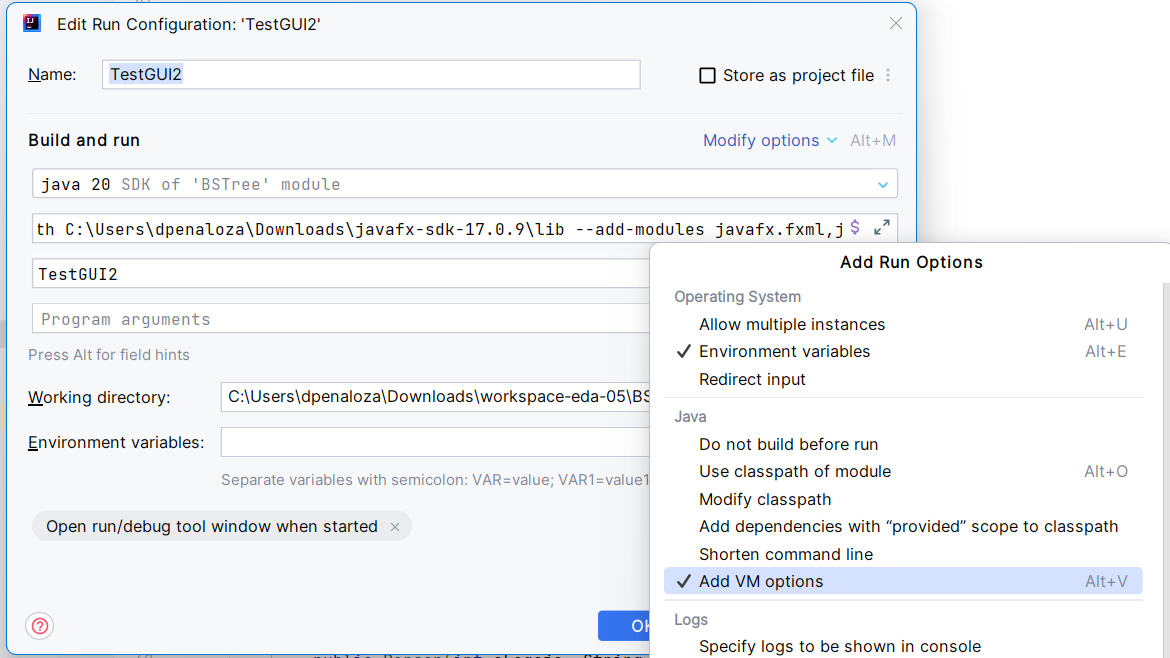 Edit Run Configuration: 'TestGUI2'
Name: TestGUI2 Store as project file
Build and run Modify options Alt+M
java 20 SDK of 'BSTree' module
th C:\Users\dpenaloza\Downloads\javafx-sdk-17.0.9\lib --add-modules javafx.fxml,j $
TestGUI2
Program arguments
Press Alt for field hints
Working directory: C:\Users\dpenaloza\Downloads\workspace-eda-05\BS
Environment variables:
Separate variables with semicolon: VAR=value; VAR1=value1
Open run/debug tool window when started
OK
Add Run Options
Operating System
Allow multiple instances Alt+U
Environment variables Alt+E
Redirect input
Java
Do not build before run
Use classpath of module Alt+O
Modify classpath
Add dependencies with “provided” scope to classpath
Shorten command line
Add VM options Alt+V
Logs
Specify logs to be shown in console